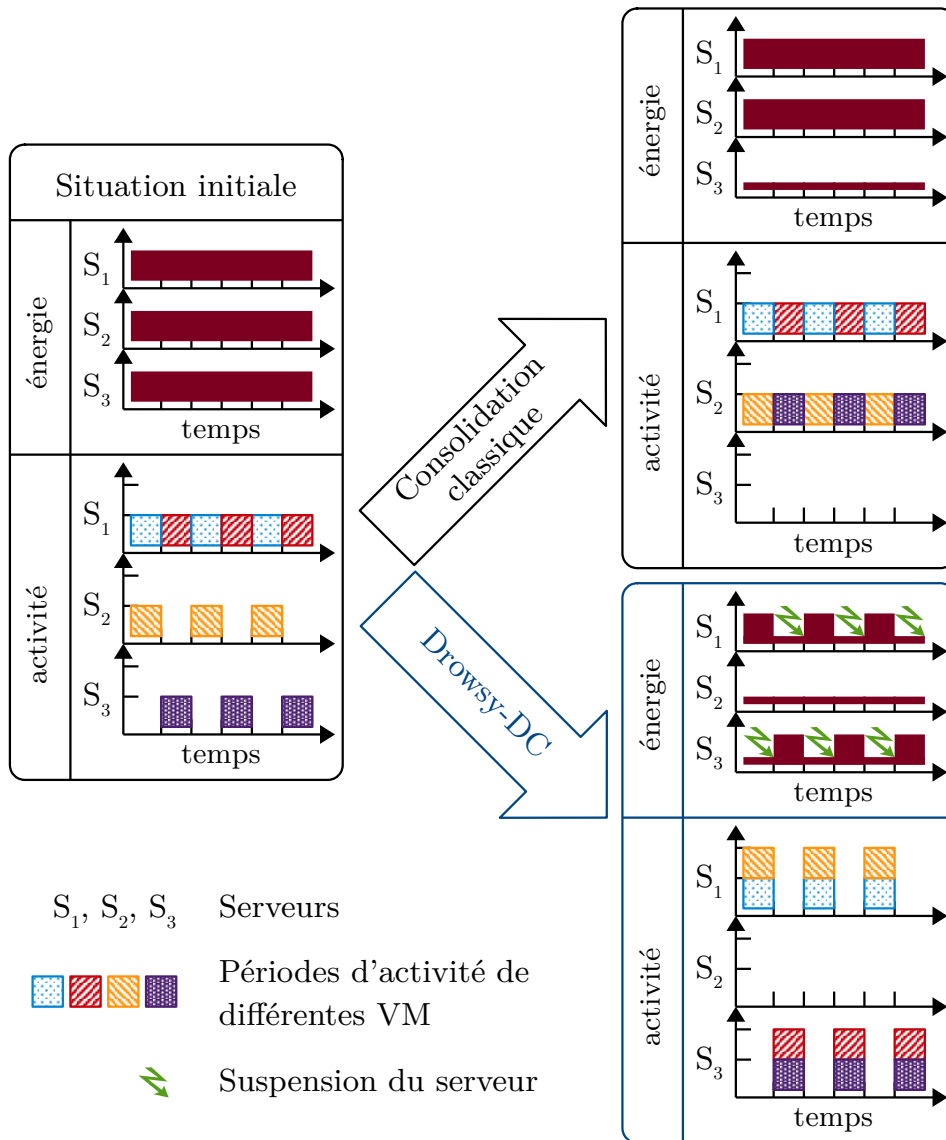 Situation initiale
énergie
S1
S2
S3
temps
activité
S1
S2
S3
temps
Consolidation
classique
Drowsy-DC
énergie
S1
S2
S3
temps
activité
S1
S2
S3
énergie
S1
S2
S3
activité
S1
S2
S3
temps
S1, S2, S3 Serveurs
Périodes d'activité de
différentes VM
Suspension du serveur